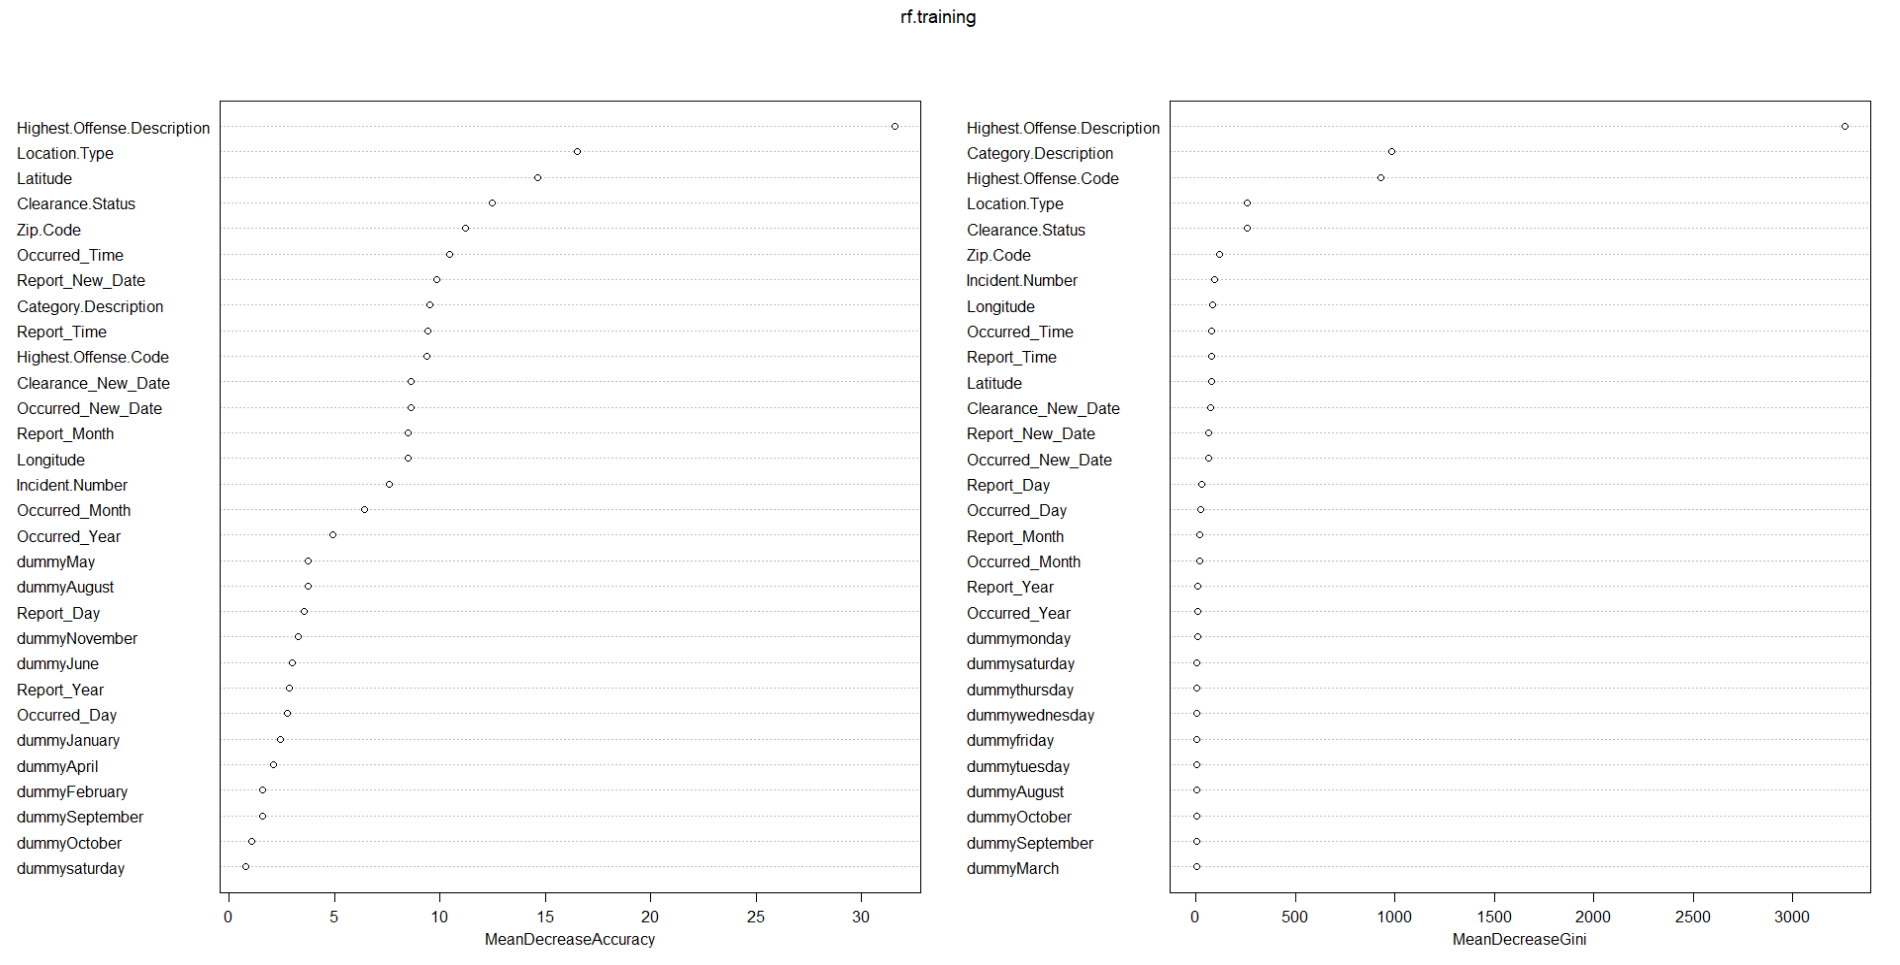 rf.training
Highest.Offense.Description
Location.Type
Latitude
Clearance.Status
Zip.Code
Occurred_Time
Report_New_Date
Category.Description
Report_Time
Highest.Offense.Code
Clearance_New_Date
Occurred_New_Date
Report_Month
Longitude
Incident.Number
Occurred_Month
Occurred_Year
dummyMay
dummyAugust
Report_Day
dummyNovember
dummyJune
Report_Year
Occurred_Day
dummyJanuary
dummyApril
dummyFebruary
dummySeptember
dummyOctober
dummysaturday
0 5 10 15 20 25 30
MeanDecreaseAccuracy
Highest.Offense.Description
Category.Description
Highest.Offense.Code
Location.Type
Clearance.Status
Zip.Code
Incident.Number
Longitude
Occurred_Time
Report_Time
Latitude
Clearance_New_Date
Report_New_Date
Occurred_New_Date
Report_Day
Occurred_Day
Report_Month
Occurred_Month
Report_Year
Occurred_Year
dummymonday
dummysaturday
dummythursday
dummywednesday
dummyfriday
dummytuesday
dummyAugust
dummyOctober
dummySeptember
dummyMarch
0 500 1000 1500 2000 2500 3000
MeanDecreaseGini